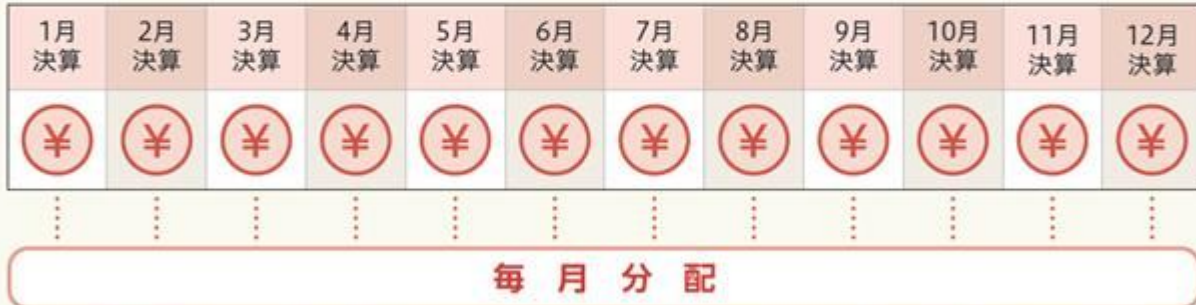 1月 2月 3月 4月 5月 6月 7月 8月 9月 10月 11月 12月
決算 決算 決算 決算 決算 決算 決算 決算 決算 決算 決算 決算
¥ ¥ ¥ ¥ ¥ ¥ ¥ ¥ ¥ ¥ ¥ ¥
毎月分配